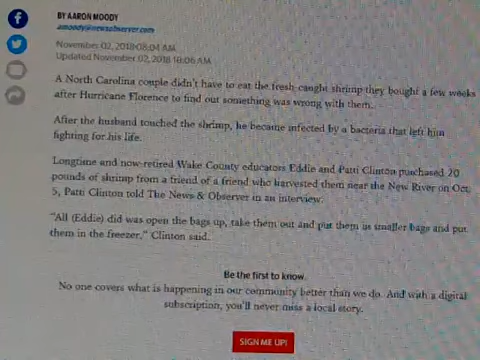 BY AARON MOODY
amoody@newsobserver.com
November 02, 2018 08:04 AM
Updated November 02, 2018 18:06 AM
A North Carolina couple didn't have to eat the fresh-caught shrimp they bought a few weeks
after Hurricane Florence to find out something was wrong with them.
After the husband touched the shrimp, he became infected by a bacteria that left him
fighting for his life.
Longtime and now-retired Wake County educators Eddie and Patti Clinton purchased 20
pounds of shrimp from a friend of a friend who harvested them near the New River on Oct.
5, Patti Clinton told The News & Observer in an interview.
"All (Eddie) did was open the bags up, take them out and put them in smaller bags and put
them in the freezer," Clinton said.
Be the first to know.
No one covers what is happening in our community better than we do. And with a digital
subscription, you'll never miss a local story.
SIGN ME UP!